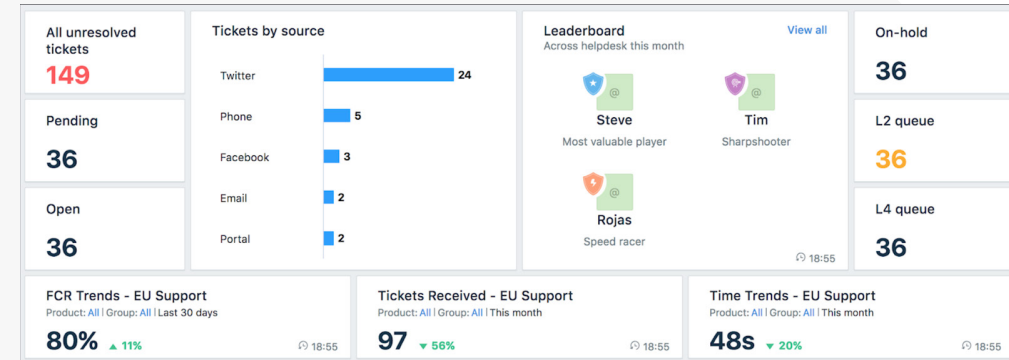 All unresolved
tickets
149
Pending
36
Open
36
Tickets by source
Twitter 24
Phone 5
Facebook 3
Email 2
Portal 2
Leaderboard
View all
Across helpdesk this month
@
Steve
Most valuable player
@
Tim
Sharpshooter
@
Rojas
Speed racer
18:55
On-hold
36
L2 queue
36
L4 queue
36
FCR Trends - EU Support
Product: All | Group: All | Last 30 days
80% ▲ 11% 18:55
Tickets Received - EU Support
Product: All | Group: All | This month
97 ▼ 56% 18:55
Time Trends - EU Support
Product: All | Group: All | This month
48s ▼ 20% 18:55